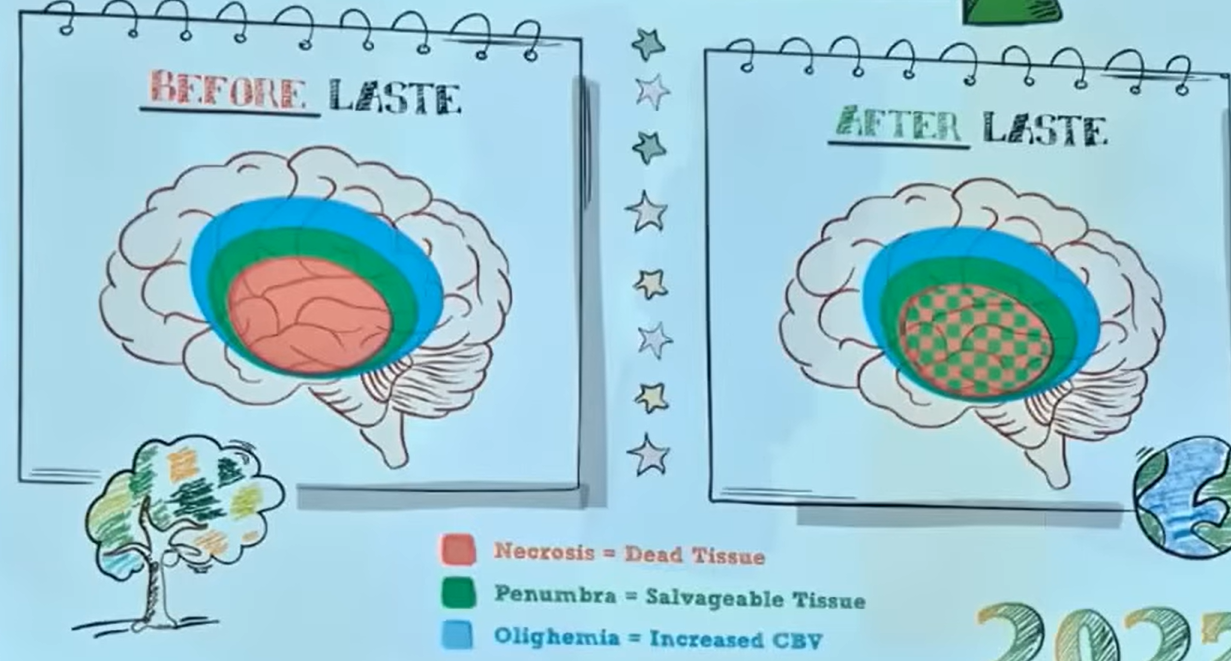 BEFORE LASTE
AFTER LASTE
Necrosis = Dead Tissue
Penumbra = Salvageable Tissue
Olighemia = Increased CBV